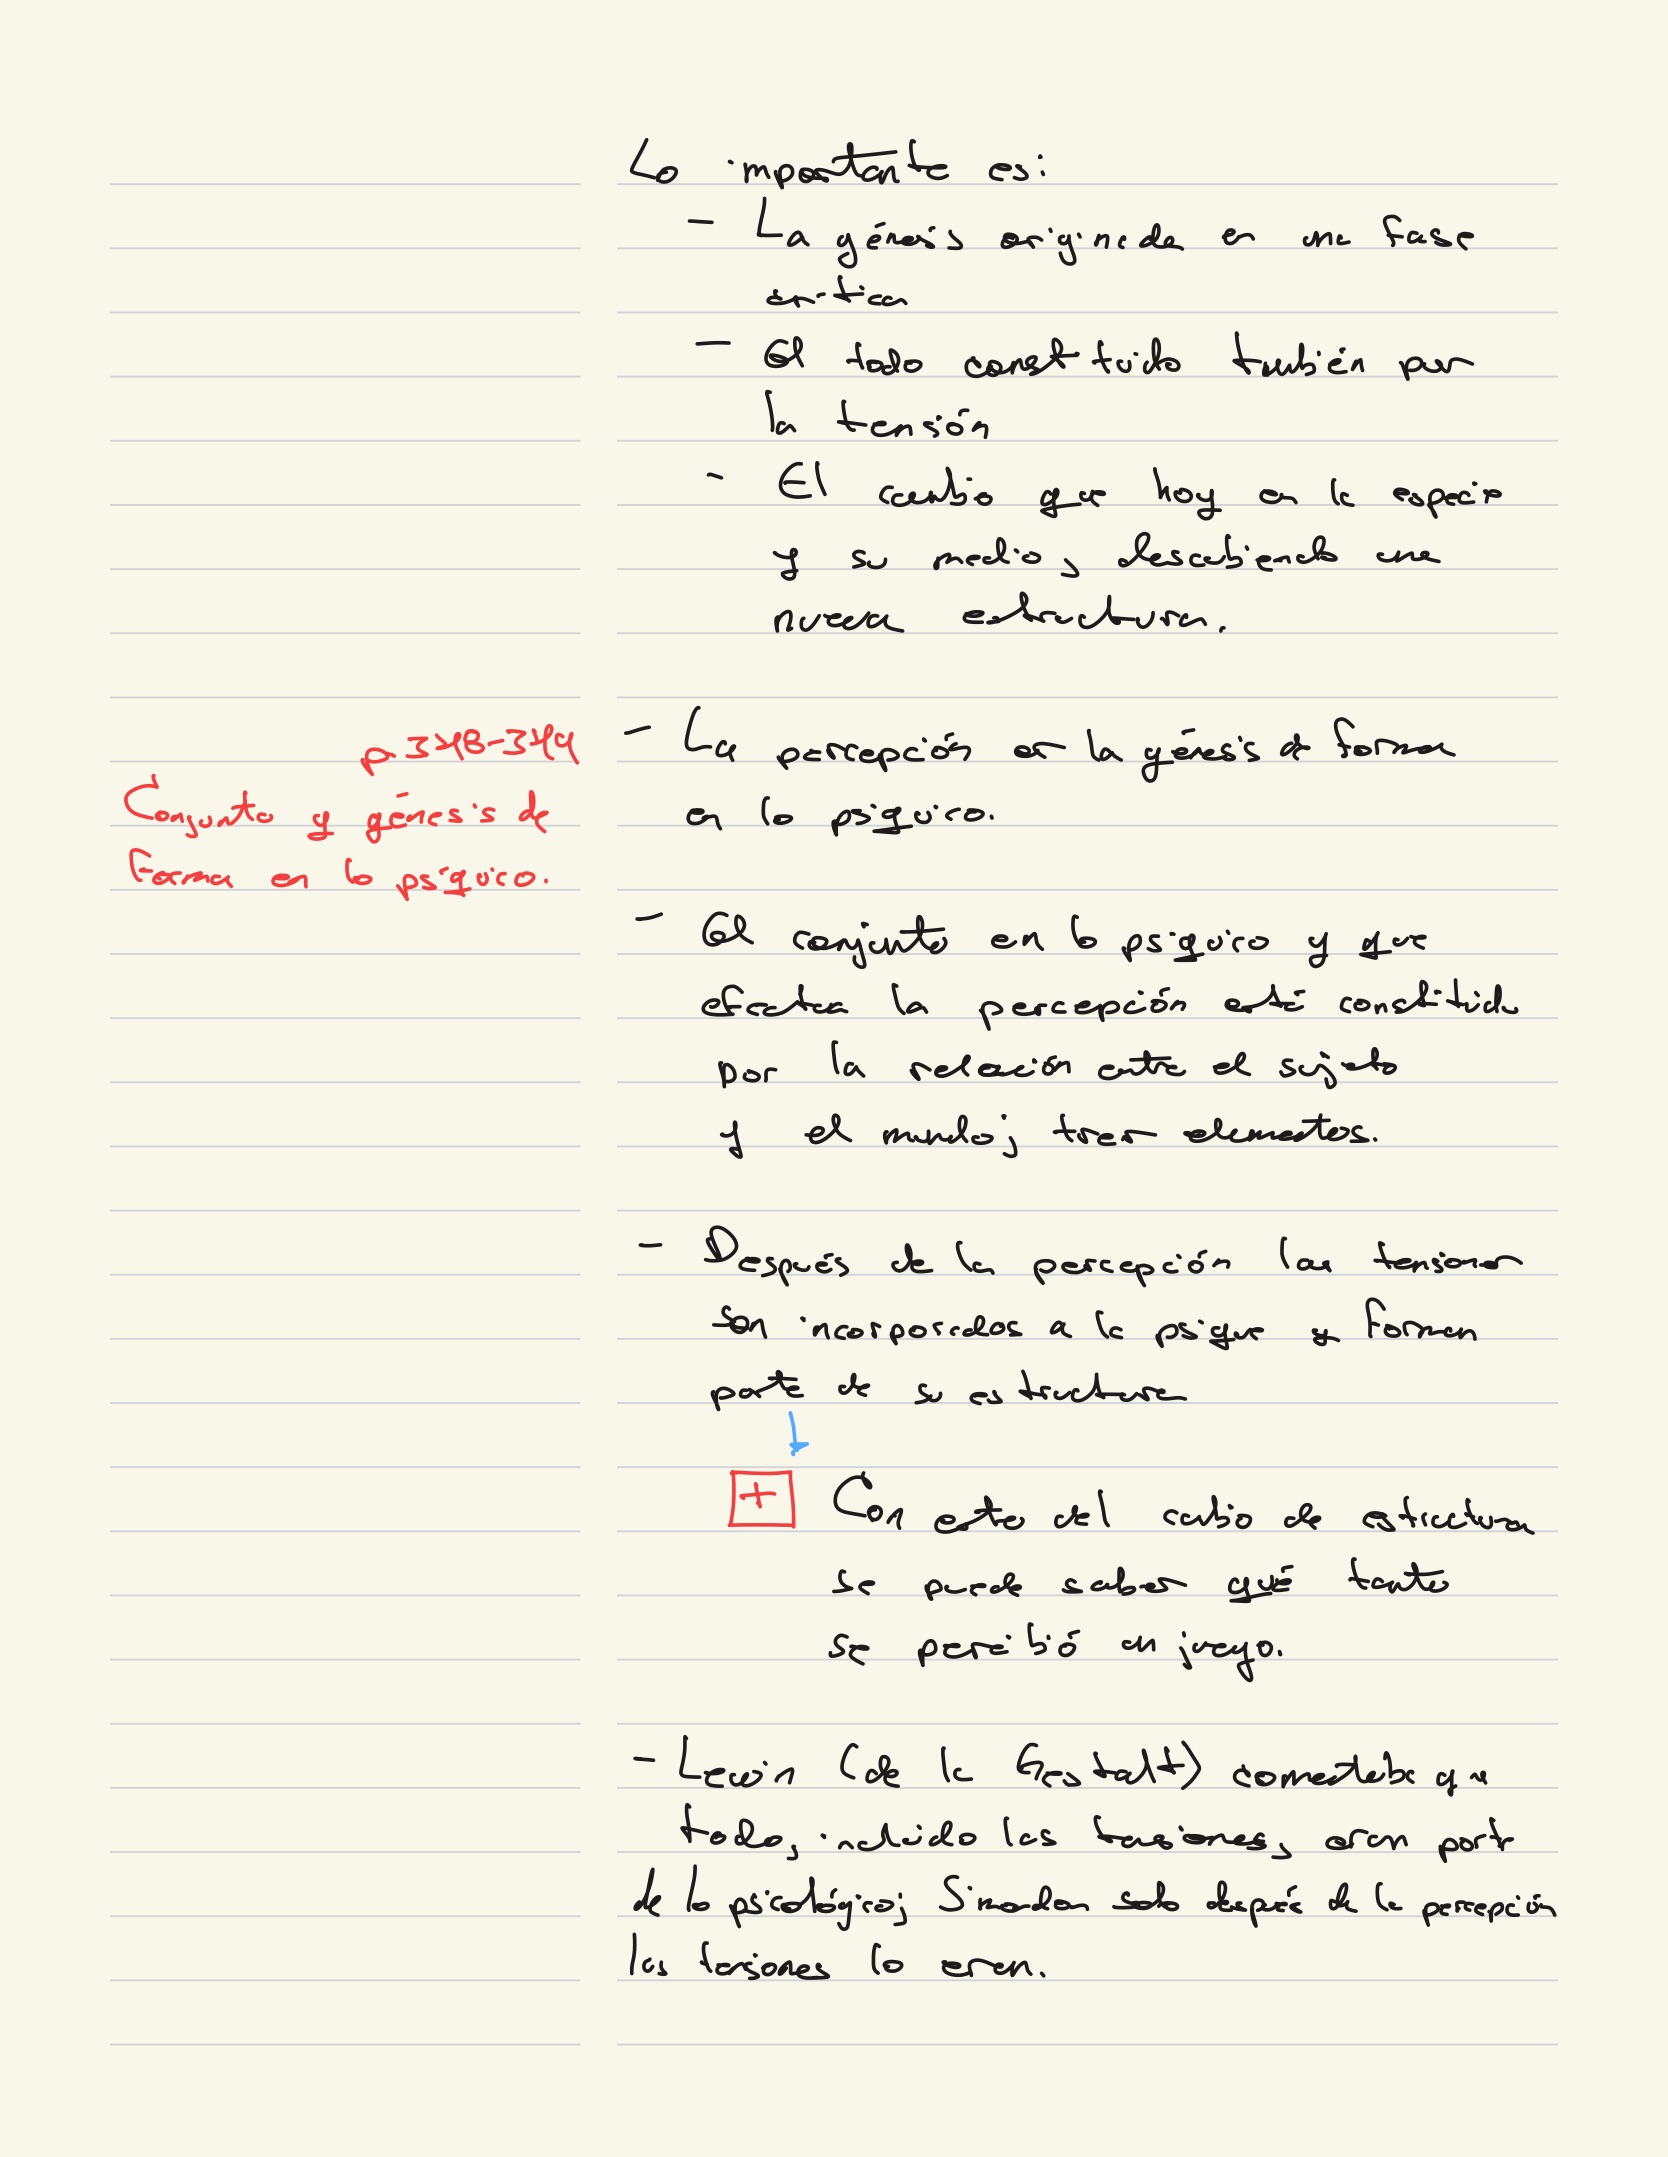 Lo importante es:
- La génesis originada en una fase
crítica
- El todo constituido también por
la tensión
- El cambio que hay en la especie
y su medio, descubriendo una
nueva estructura.
p. 348-349
Conjunto y génesis de
forma en lo psíquico.
- La percepción es la génesis de forma
en lo psíquico.
- El conjunto en lo psíquico y que
efectua la percepción está constituido
por la relación entre el sujeto
y el mundo; tres elementos.
- Después de la percepción las tensiones
son incorporadas a la psique y forman
parte de su estructura
+ Con esto del cambio de estructura
se puede saber qué tanto
se percibió un juego.
- Lewin (de la Gestalt) comentaba que
todo, incluido las tensiones, eran parte
de lo psicológico; Simondon solo después de la percepción
las tensiones lo eran.